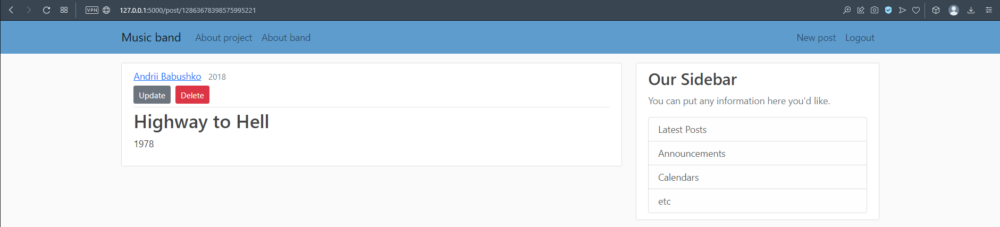 VPN 127.0.0.1:5000/post/12863678398575995221
Music band About project About band New post Logout
Andrii Babushko 2018
Update Delete
Highway to Hell
1978
Our Sidebar
You can put any information here you'd like.
Latest Posts
Announcements
Calendars
etc